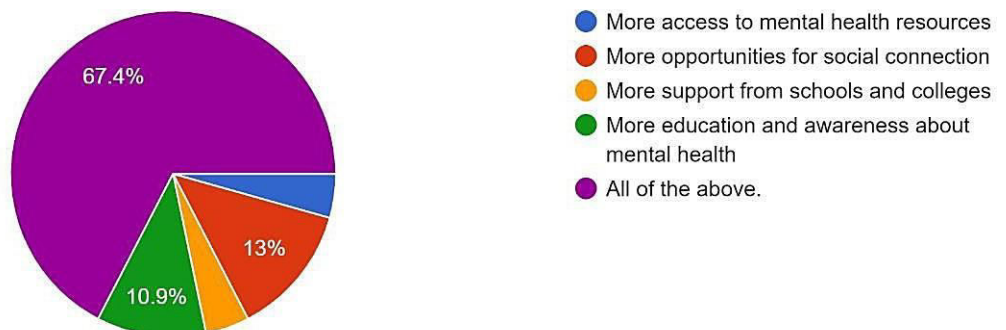 67.4%
13%
10.9%
More access to mental health resources
More opportunities for social connection
More support from schools and colleges
More education and awareness about
mental health
All of the above.